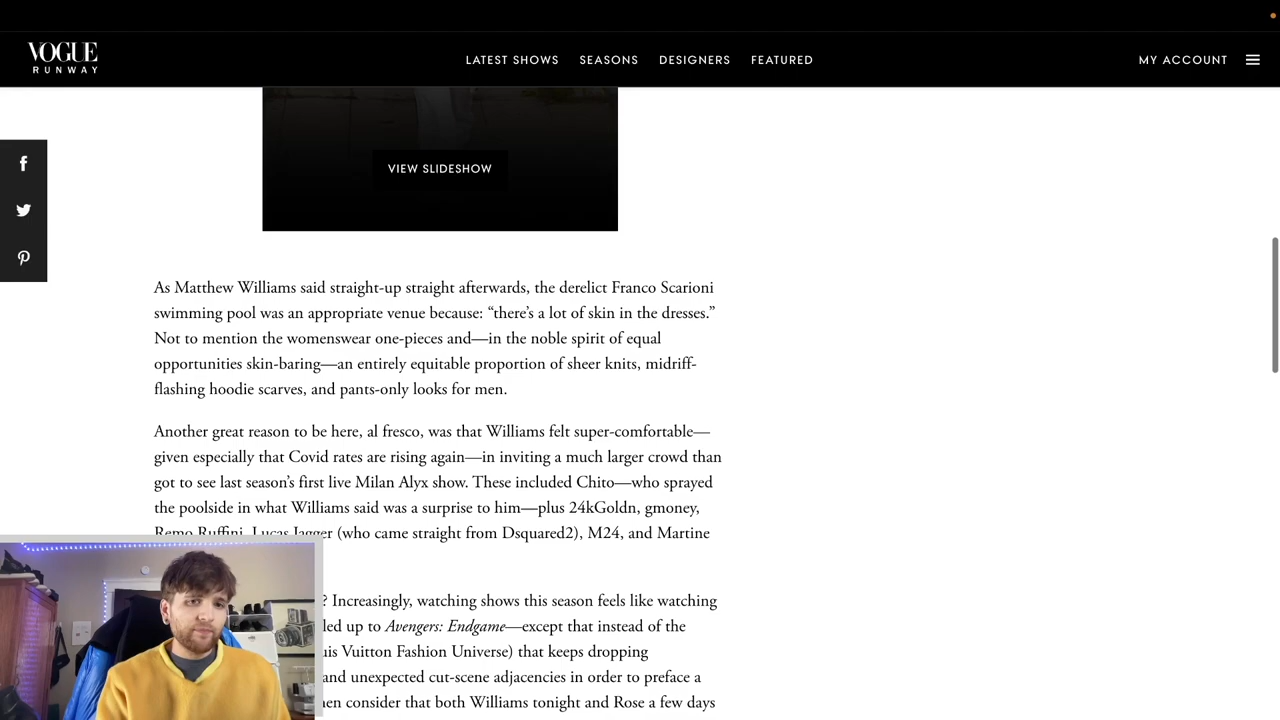 VOGUE
RUNWAY
LATEST SHOWS SEASONS DESIGNERS FEATURED
MY ACCOUNT
VIEW SLIDESHOW
As Matthew Williams said straight-up straight afterwards, the derelict Franco Scarioni
swimming pool was an appropriate venue because: “there’s a lot of skin in the dresses.”
Not to mention the womenswear one-pieces and—in the noble spirit of equal
opportunities skin-baring—an entirely equitable proportion of sheer knits, midriff-
flashing hoodie scarves, and pants-only looks for men.
Another great reason to be here, al fresco, was that Williams felt super-comfortable—
given especially that Covid rates are rising again—in inviting a much larger crowd than
got to see last season’s first live Milan Alyx show. These included Chito—who sprayed
the poolside in what Williams said was a surprise to him—plus 24kGoldn, gmoney,
Remo Ruffini, Lucas Jagger (who came straight from Dsquared2), M24, and Martine
? Increasingly, watching shows this season feels like watching
led up to Avengers: Endgame—except that instead of the
Vuitton Fashion Universe) that keeps dropping
and unexpected cut-scene adjacencies in order to preface a
consider that both Williams tonight and Rose a few days